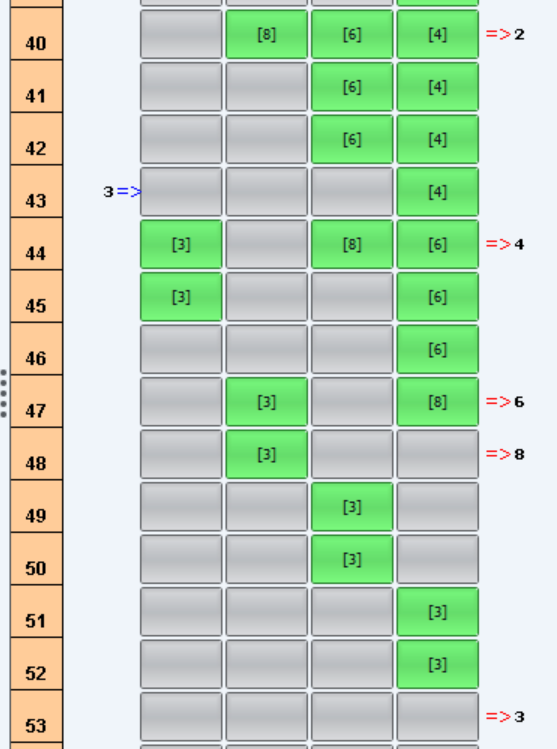 40 [8] [6] [4] =>2
41 [6] [4]
42 [6] [4]
43 3=> [4]
44 [3] [8] [6] =>4
45 [3] [6]
46 [6]
47 [3] [8] =>6
48 [3] =>8
49 [3]
50 [3]
51 [3]
52 [3]
53 =>3